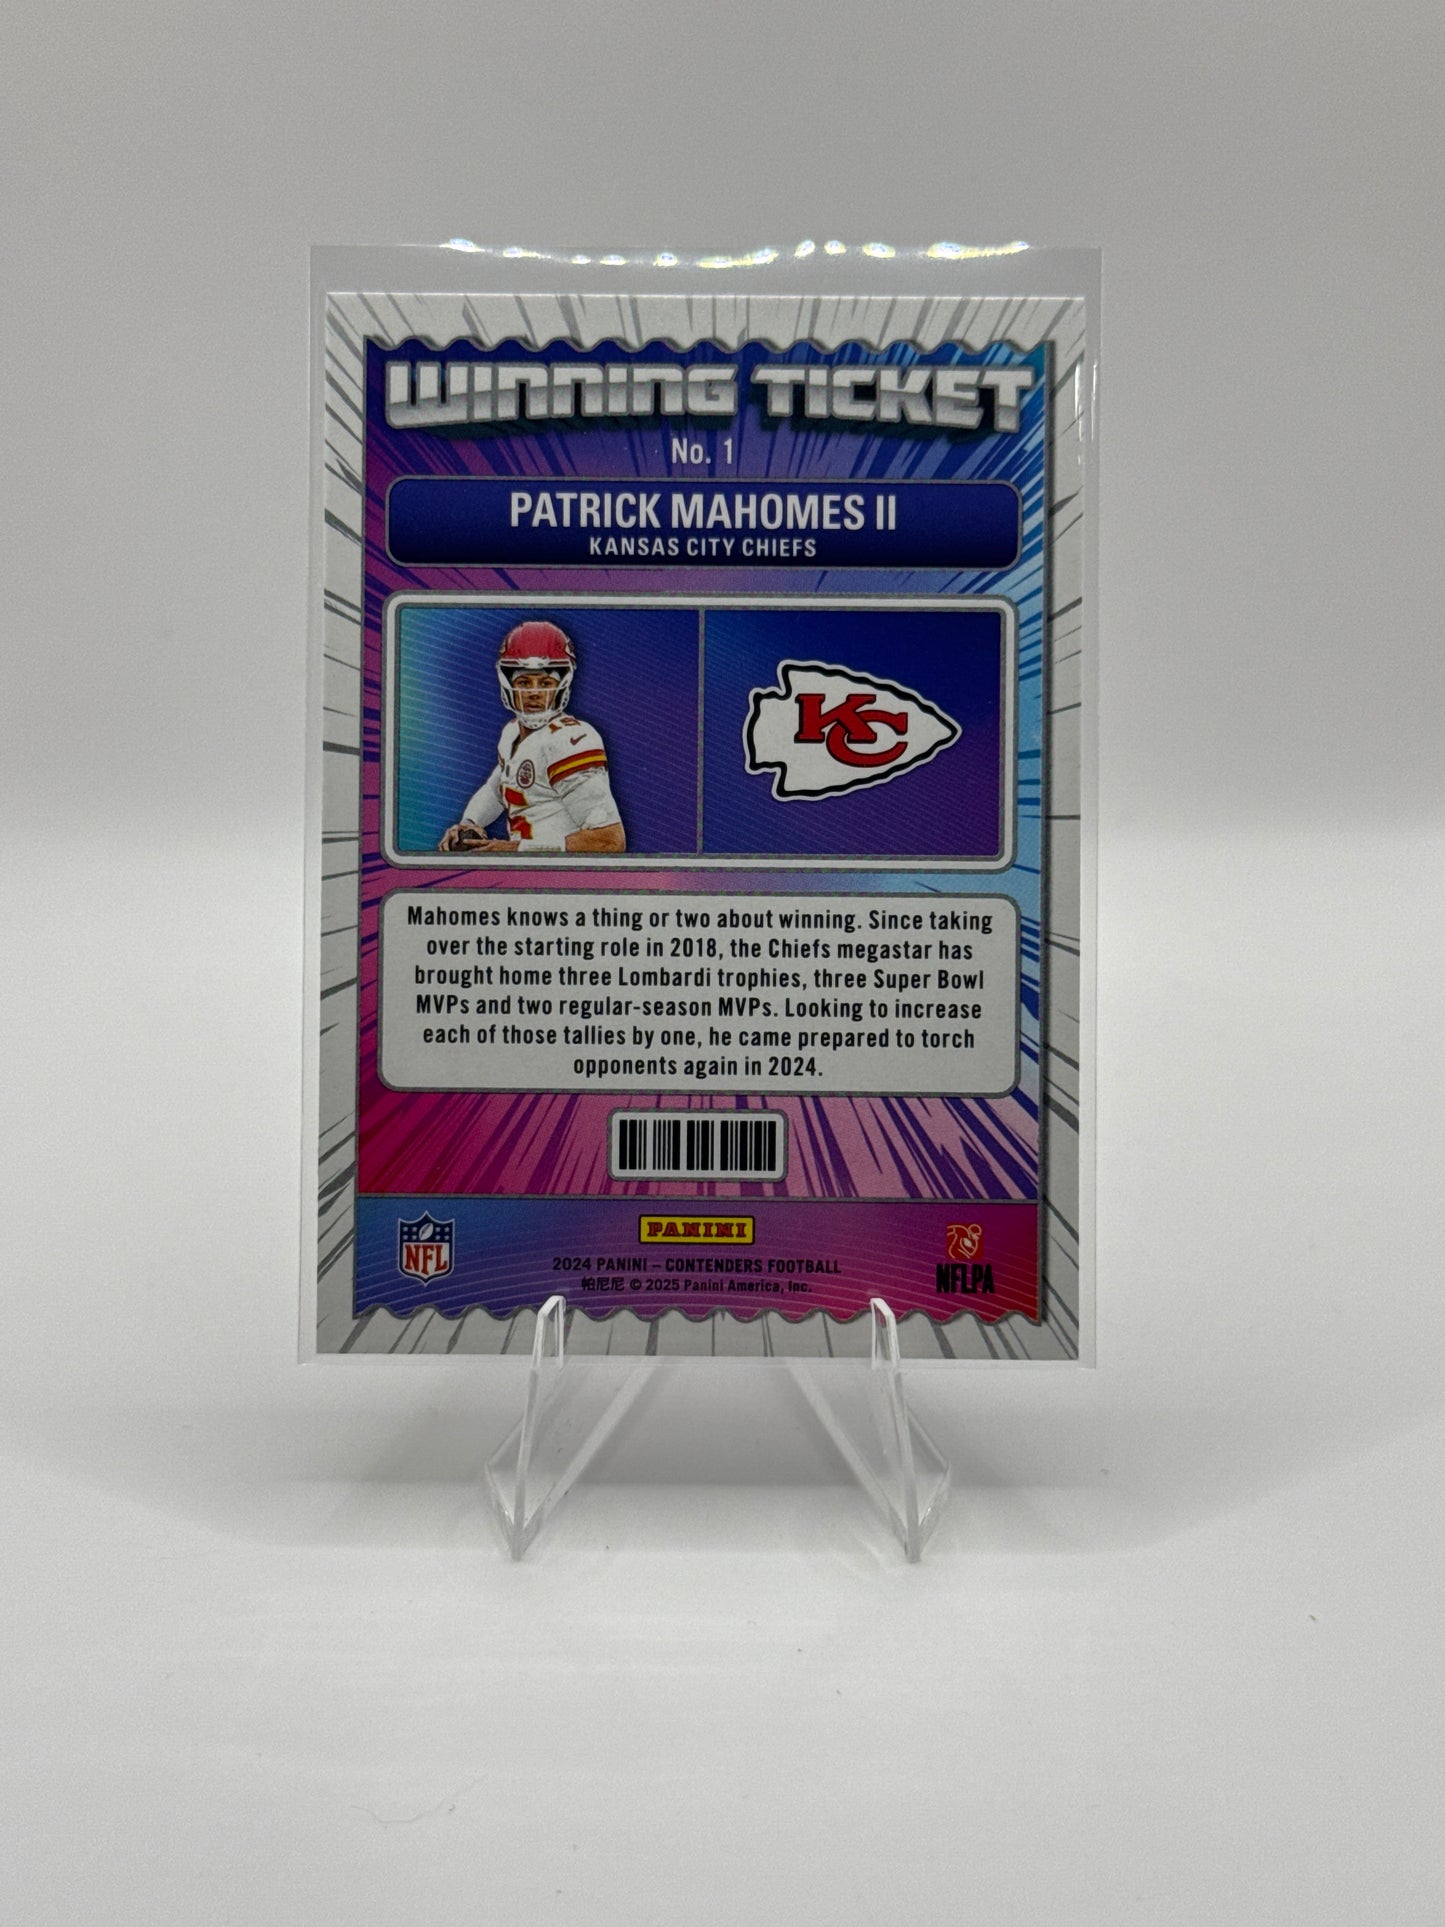 WINNING TICKET
No. 1
PATRICK MAHOMES II
KANSAS CITY CHIEFS
15
5
KC
Mahomes knows a thing or two about winning. Since taking
over the starting role in 2018, the Chiefs megastar has
brought home three Lombardi trophies, three Super Bowl
MVPs and two regular-season MVPs. Looking to increase
each of those tallies by one, he came prepared to torch
opponents again in 2024.
NFL
PANINI
2024 PANINI – CONTENDERS FOOTBALL
帕尼尼 © 2025 Panini America, Inc.
NFLPA